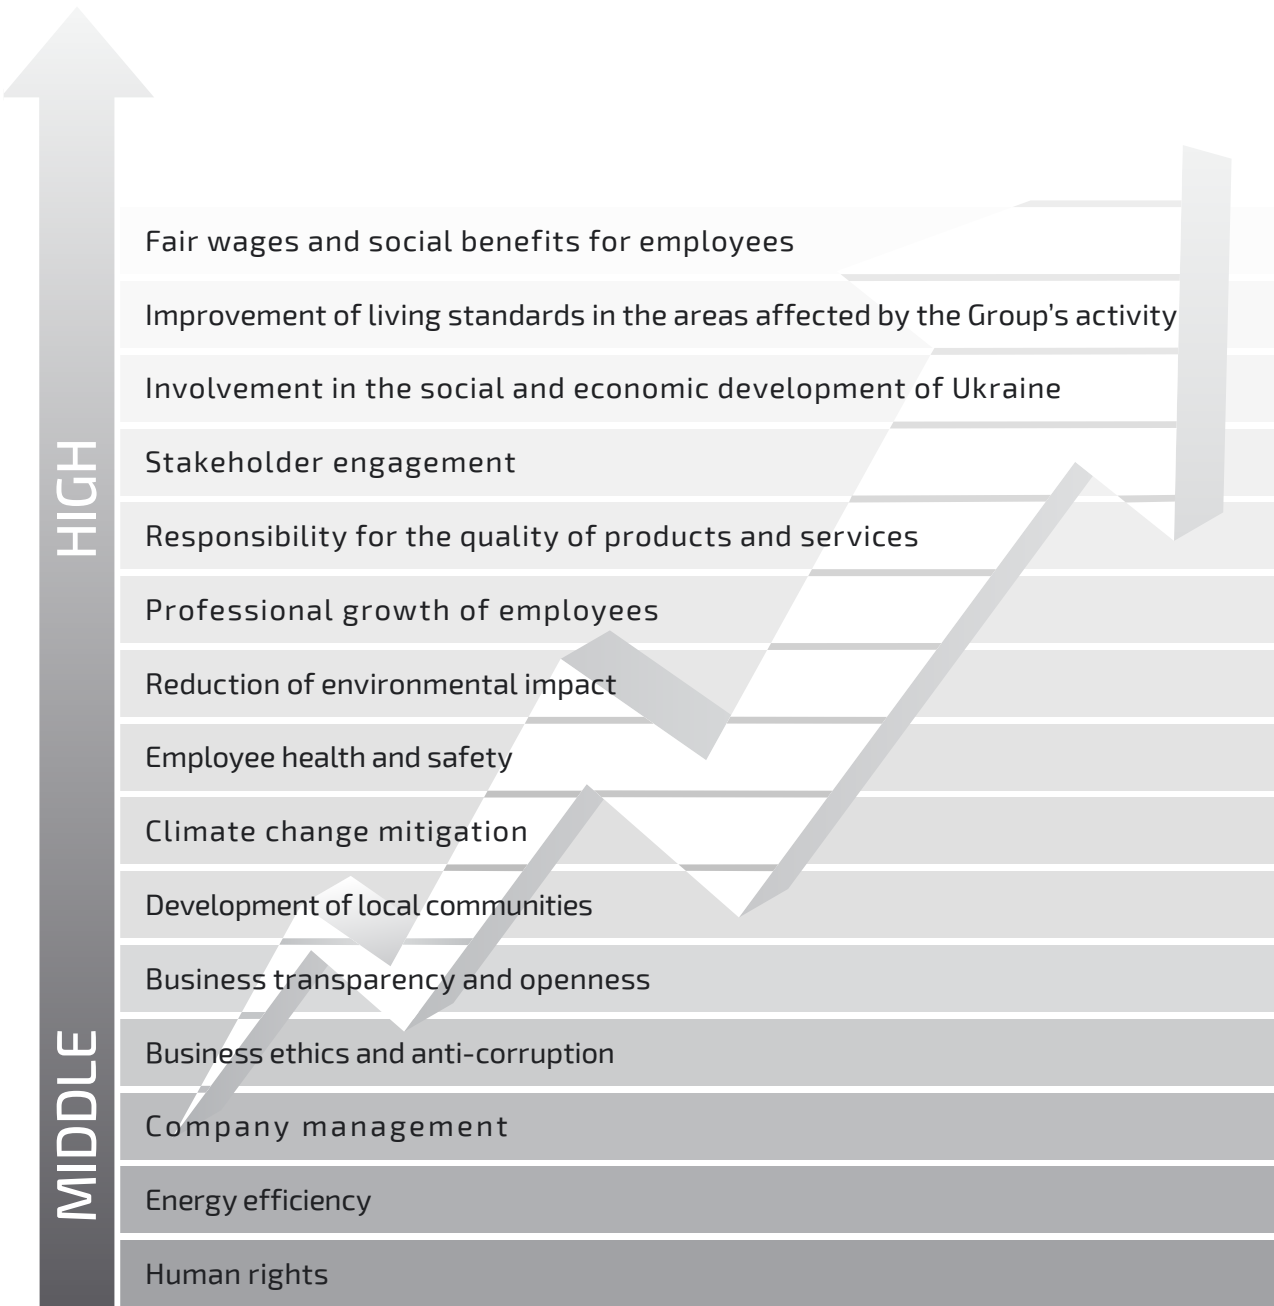 Fair wages and social benefits for employees
Improvement of living standards in the areas affected by the Group's activity
Involvement in the social and economic development of Ukraine
HIGH
Stakeholder engagement
Responsibility for the quality of products and services
Professional growth of employees
Reduction of environmental impact
Employee health and safety
Climate change mitigation
Development of local communities
Business transparency and openness
Business ethics and anti-corruption
MIDDLE
Company management
Energy efficiency
Human rights